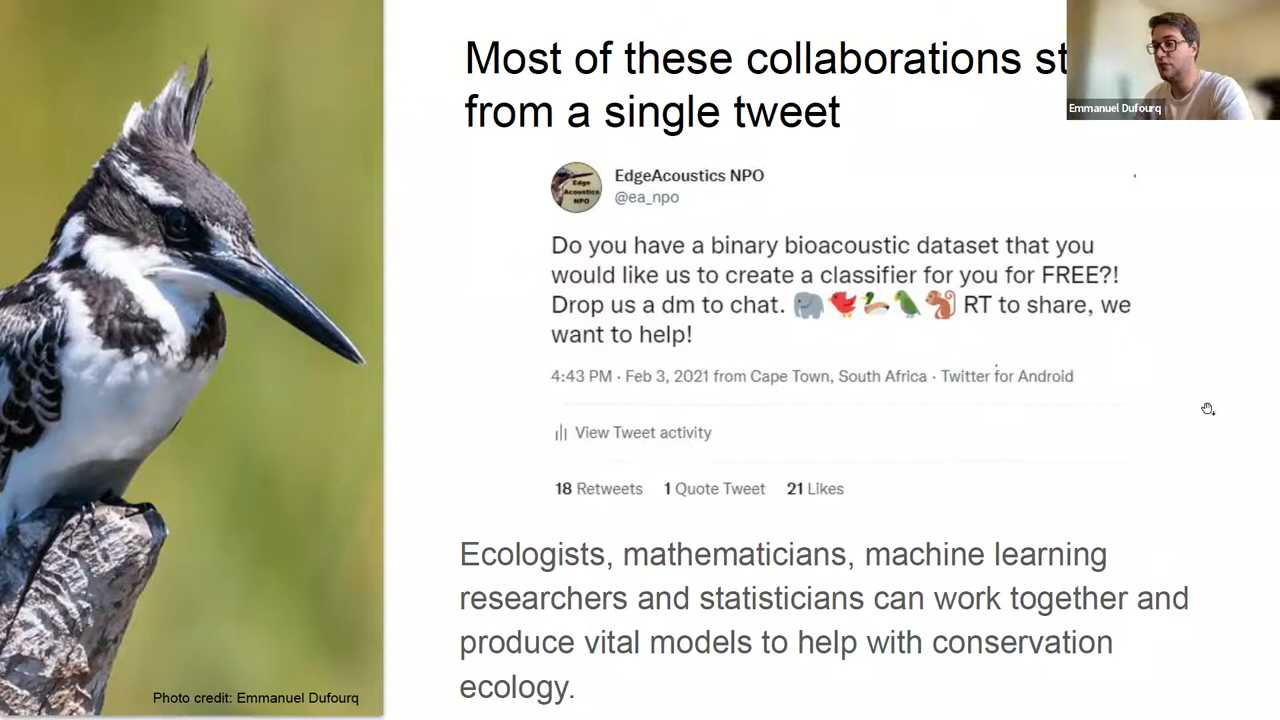 Most of these collaborations st
from a single tweet
Emmanuel Dufourq
Edge
Acoustics
NPO
EdgeAcoustics NPO
@ea_npo
Do you have a binary bioacoustic dataset that you
would like us to create a classifier for you for FREE?!
Drop us a dm to chat. 🐘🐦🦆🦜🐒 RT to share, we
want to help!
4:43 PM · Feb 3, 2021 from Cape Town, South Africa · Twitter for Android
View Tweet activity
18 Retweets 1 Quote Tweet 21 Likes
Ecologists, mathematicians, machine learning
researchers and statisticians can work together and
produce vital models to help with conservation
ecology.
Photo credit: Emmanuel Dufourq